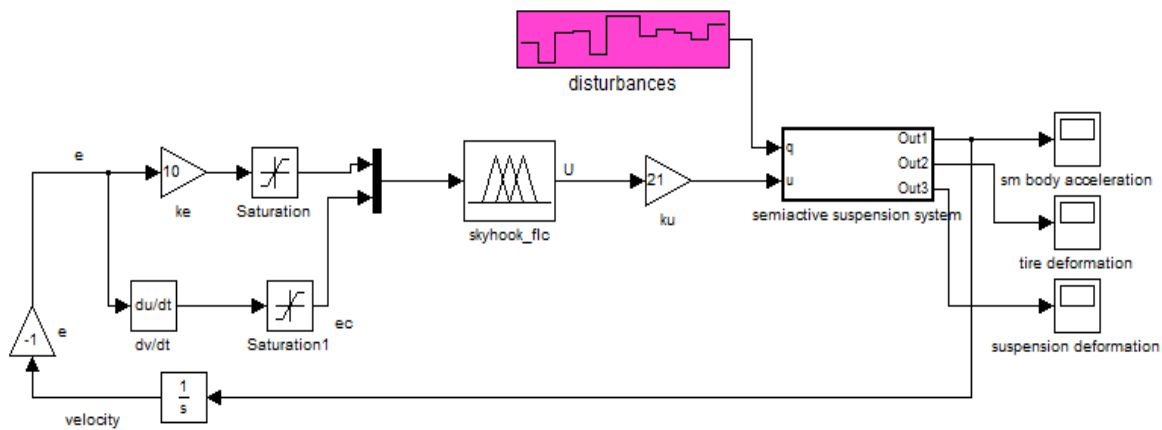 disturbances
e
10
ke
Saturation
skyhook_flc
U
21
ku
q
u
Out1
Out2
Out3
semiactive suspension system
sm body acceleration
tire deformation
suspension deformation
du/dt
dv/dt
Saturation1
ec
-1
e
velocity
1
s